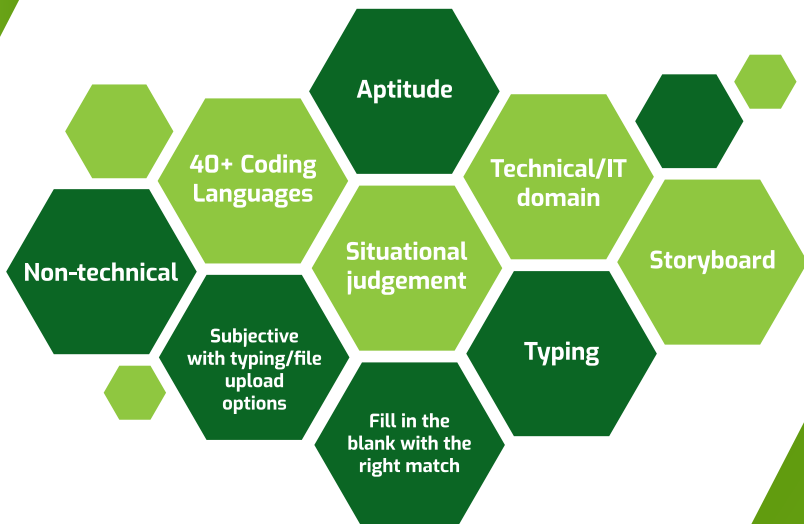 Aptitude
40+ Coding
Languages
Technical/IT
domain
Non-technical
Situational
judgement
Storyboard
Subjective
with typing/file
upload
options
Typing
Fill in the
blank with the
right match